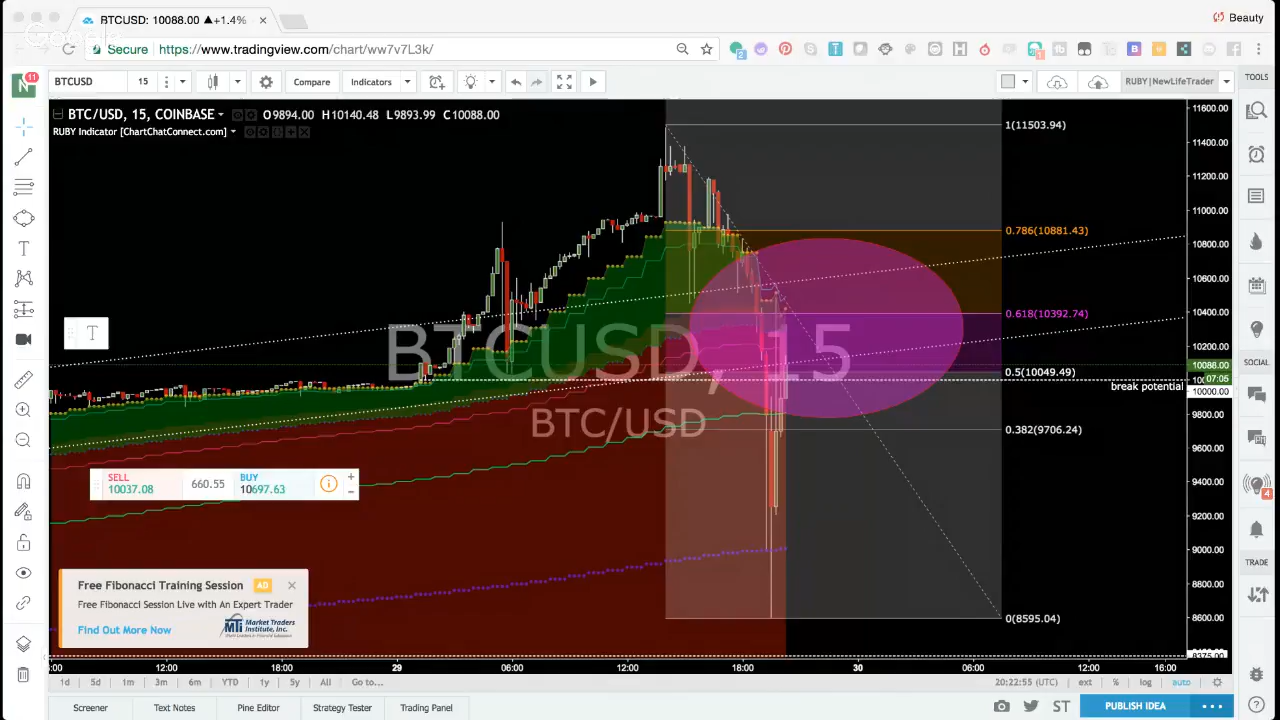 BTCUSD: 10088.00 ▲+1.4%
Beauty
Google
Secure
https://www.tradingview.com/chart/ww7v7L3k/
BTCUSD 15 Compare Indicators RUBY|NewLifeTrader TOOLS
11
N
BTC/USD, 15, COINBASE O9894.00 H10140.48 L9893.99 C10088.00
RUBY Indicator [ChartChatConnect.com]
1(11503.94)
0.786(10881.43)
0.618(10392.74)
0.5(10049.49)
break potential
0.382(9706.24)
0(8595.04)
11600.00
11400.00
11200.00
11000.00
10800.00
10600.00
10400.00
10200.00
10088.00
07:05
10000.00
9800.00
9600.00
9400.00
9200.00
9000.00
8800.00
8600.00
8375.00
BTCUSD, 15
BTC/USD
T
SELL
10037.08
660.55
BUY
10697.63
Free Fibonacci Training Session AD
Free Fibonacci Session Live with An Expert Trader
Find Out More Now
MTI Market Traders
Institute, Inc.
:00 12:00 18:00 29 06:00 12:00 18:00 30 06:00 12:00 16:00
1d 5d 1m 3m 6m YTD 1y 5y All Go to... 20:22:55 (UTC) ext % log auto
Screener Text Notes Pine Editor Strategy Tester Trading Panel ST PUBLISH IDEA
SOCIAL
4
TRADE